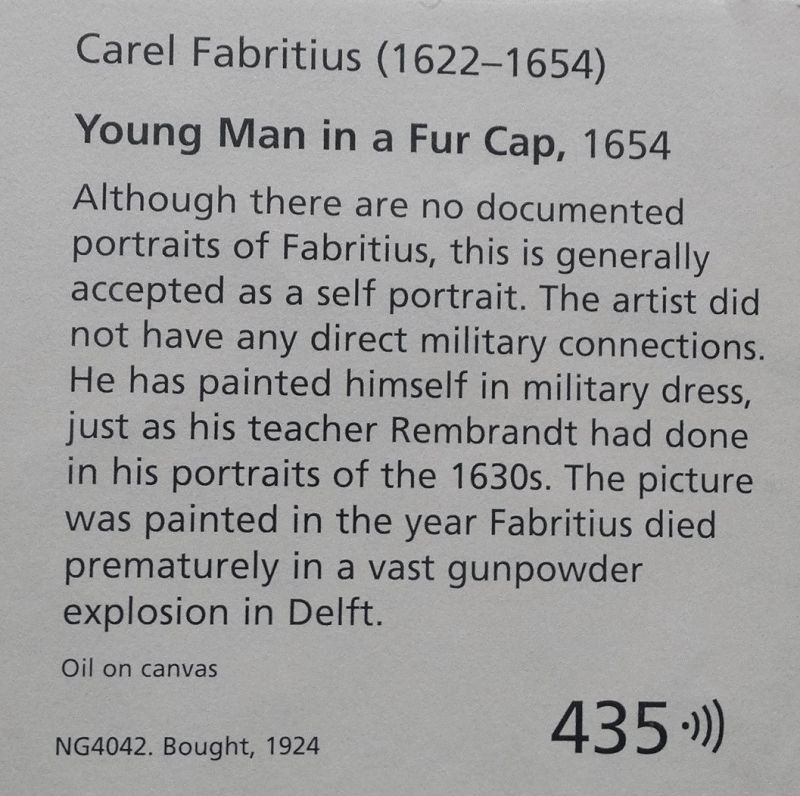 Carel Fabritius (1622–1654)
Young Man in a Fur Cap, 1654
Although there are no documented
portraits of Fabritius, this is generally
accepted as a self portrait. The artist did
not have any direct military connections.
He has painted himself in military dress,
just as his teacher Rembrandt had done
in his portraits of the 1630s. The picture
was painted in the year Fabritius died
prematurely in a vast gunpowder
explosion in Delft.
Oil on canvas
NG4042. Bought, 1924
435